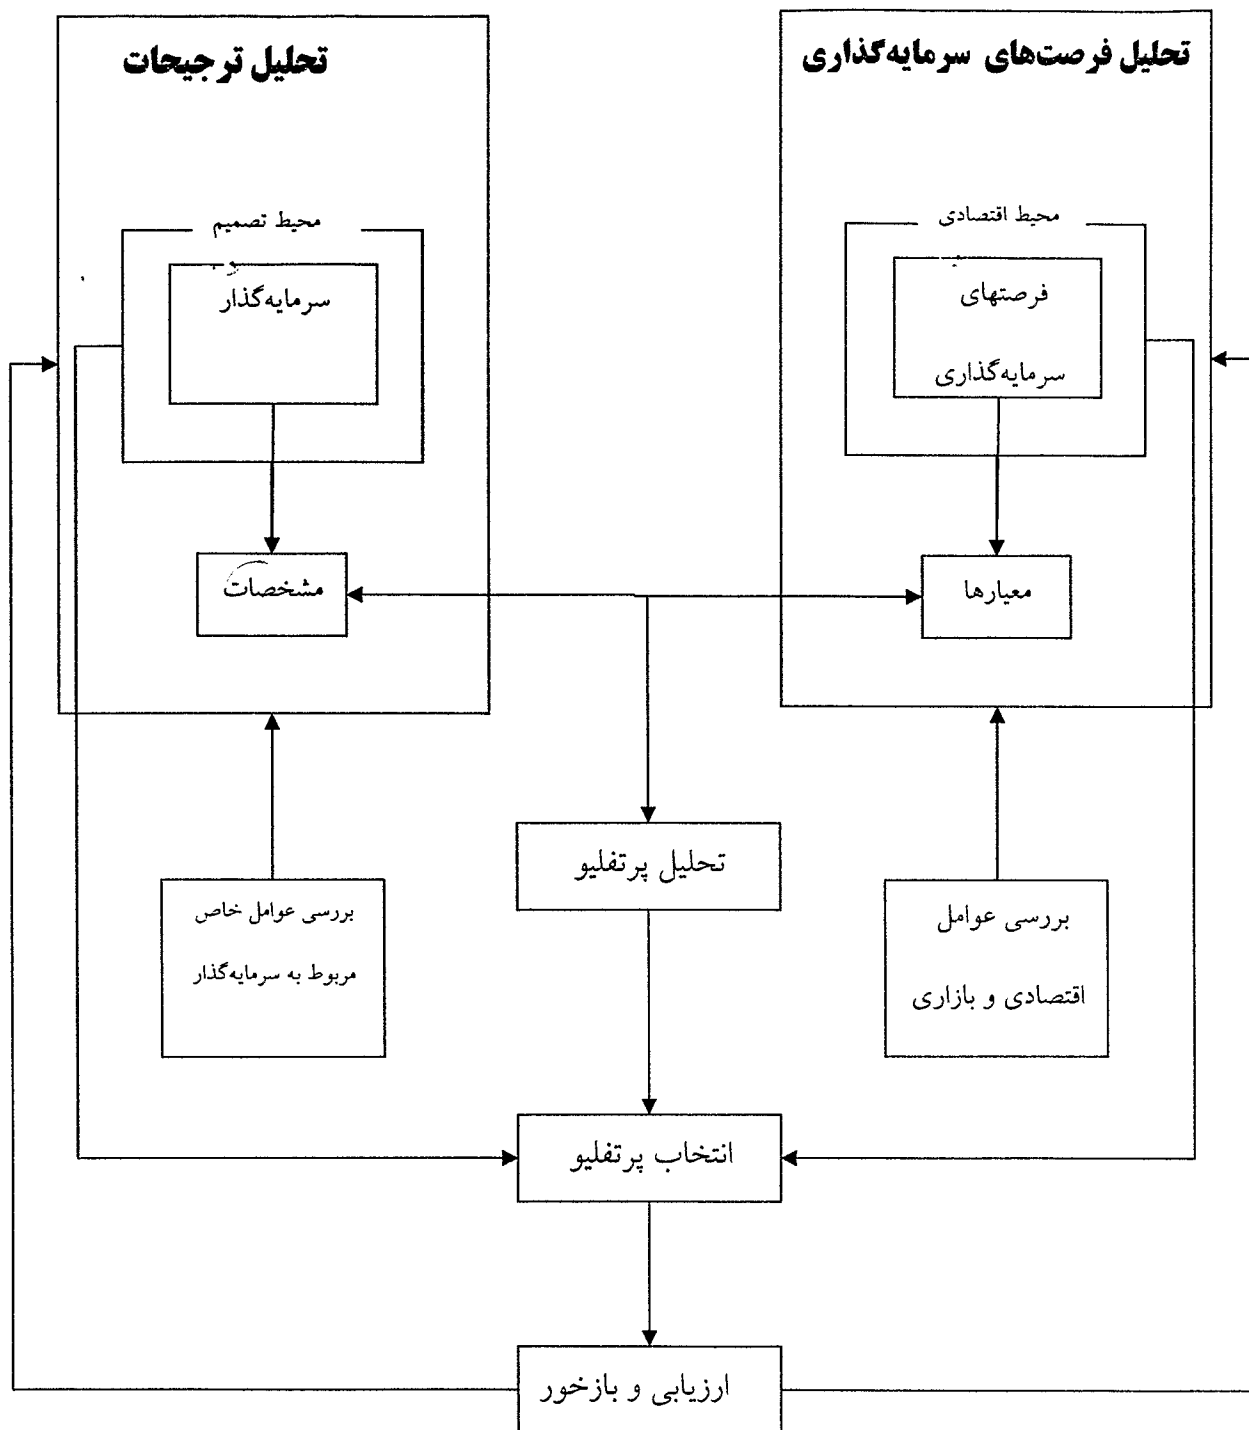 تحلیل فرصت‌های سرمایه‌گذاری
محیط اقتصادی
فرصتهای
سرمایه‌گذاری
معیارها
بررسی عوامل
اقتصادی و بازاری
تحلیل ترجیحات
محیط تصمیم
سرمایه‌گذار
مشخصات
بررسی عوامل خاص
مربوط به سرمایه‌گذار
تحلیل پرتفلیو
انتخاب پرتفلیو
ارزیابی و بازخور